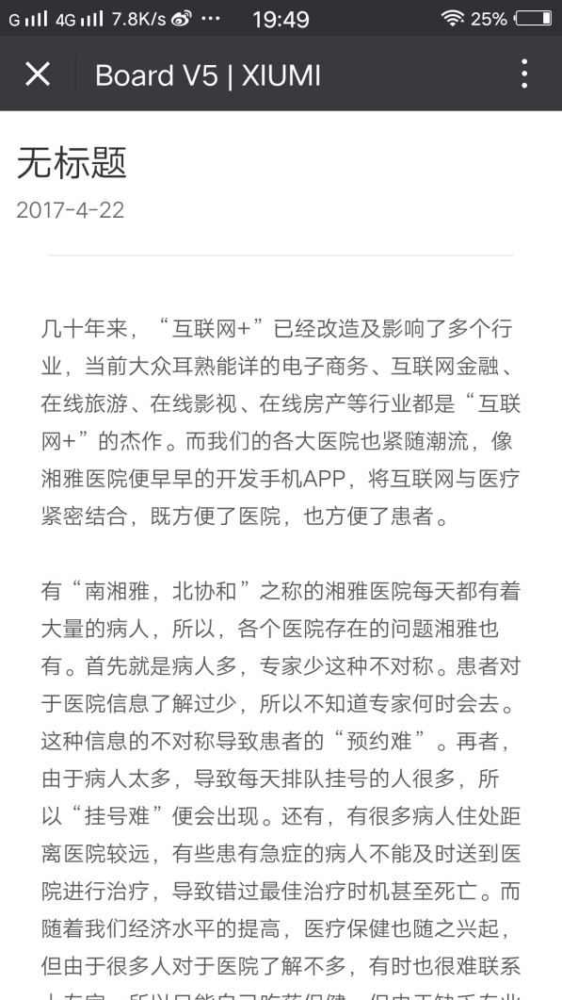 G 4G 7.8K/s ••• 19:49 25%
Board V5 | XIUMI
无标题
2017-4-22
几十年来，“互联网+”已经改造及影响了多个行
业，当前大众耳熟能详的电子商务、互联网金融、
在线旅游、在线影视、在线房产等行业都是“互联
网+”的杰作。而我们的各大医院也紧随潮流，像
湘雅医院便早早的开发手机APP，将互联网与医疗
紧密结合，既方便了医院，也方便了患者。
有“南湘雅，北协和”之称的湘雅医院每天都有着
大量的病人，所以，各个医院存在的问题湘雅也
有。首先就是病人多，专家少这种不对称。患者对
于医院信息了解过少，所以不知道专家何时会去。
这种信息的不对称导致患者的“预约难”。再者，
由于病人太多，导致每天排队挂号的人很多，所
以“挂号难”便会出现。还有，有很多病人住处距
离医院较远，有些患有急症的病人不能及时送到医
院进行治疗，导致错过最佳治疗时机甚至死亡。而
随着我们经济水平的提高，医疗保健也随之兴起，
但由于很多人对于医院了解不多，有时也很难联系